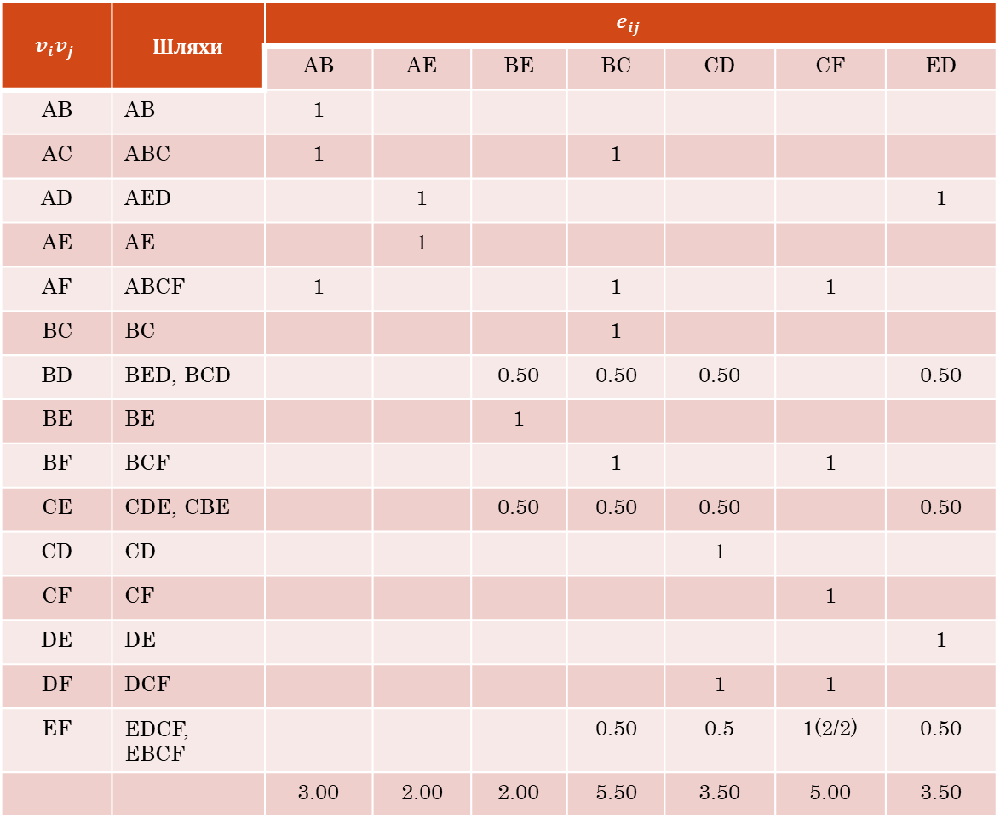 v_i v_j Шляхи e_ij
AB AE BE BC CD CF ED
AB AB 1
AC ABC 1 1
AD AED 1 1
AE AE 1
AF ABCF 1 1 1
BC BC 1
BD BED, BCD 0.50 0.50 0.50 0.50
BE BE 1
BF BCF 1 1
CE CDE, CBE 0.50 0.50 0.50 0.50
CD CD 1
CF CF 1
DE DE 1
DF DCF 1 1
EF EDCF, 0.50 0.5 1(2/2) 0.50
EBCF
3.00 2.00 2.00 5.50 3.50 5.00 3.50